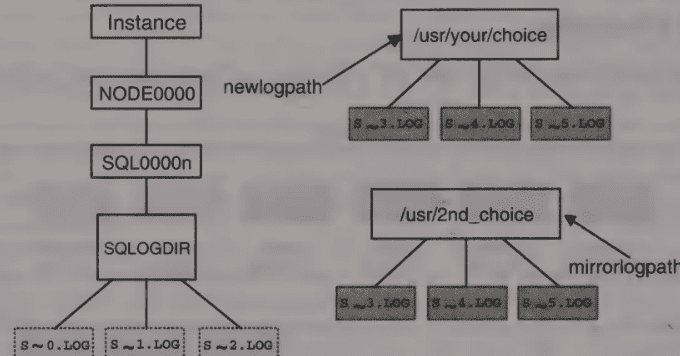 Instance
NODE0000
SQL0000n
SQLOGDIR
S~0.LOG
S~1.LOG
S~2.LOG
newlogpath
/usr/your/choice
S~3.LOG
S~4.LOG
S~5.LOG
/usr/2nd_choice
mirrorlogpath
S~3.LOG
S~4.LOG
S~5.LOG